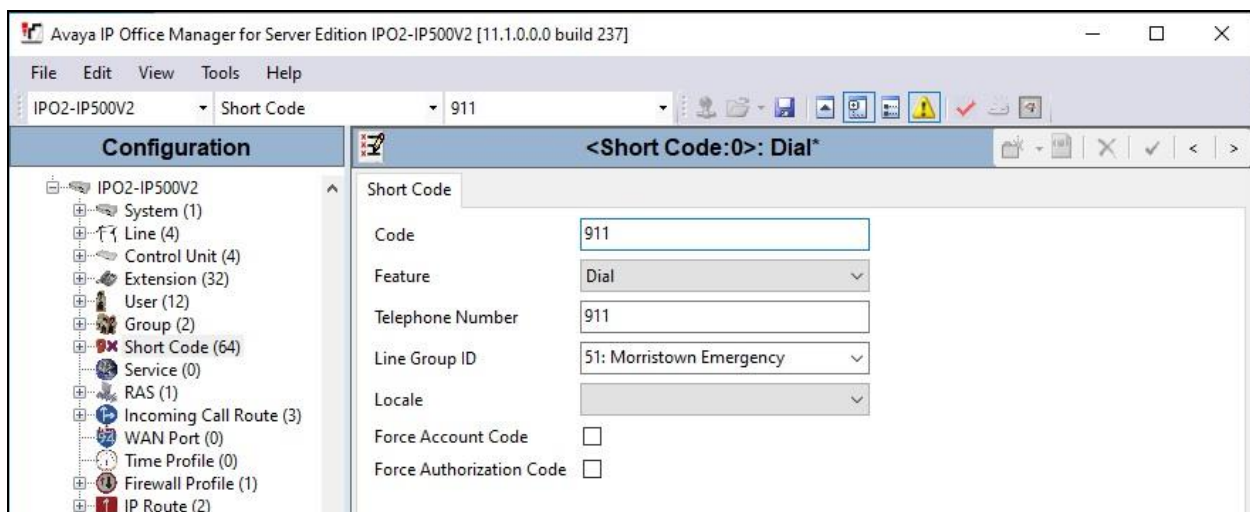 Avaya IP Office Manager for Server Edition IPO2-IP500V2 [11.1.0.0.0 build 237]
File Edit View Tools Help
IPO2-IP500V2 Short Code 911
Configuration
IPO2-IP500V2
System (1)
Line (4)
Control Unit (4)
Extension (32)
User (12)
Group (2)
Short Code (64)
Service (0)
RAS (1)
Incoming Call Route (3)
WAN Port (0)
Time Profile (0)
Firewall Profile (1)
IP Route (2)
<Short Code:0>: Dial*
Short Code
Code 911
Feature Dial
Telephone Number 911
Line Group ID 51: Morristown Emergency
Locale
Force Account Code
Force Authorization Code